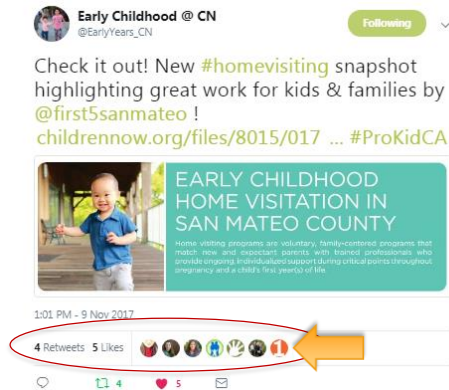 Early Childhood @ CN
@EarlyYears_CN
Following
Check it out! New #homevisiting snapshot
highlighting great work for kids & families by
@first5sanmateo !
childrennow.org/files/8015/017 ... #ProKidCA
EARLY CHILDHOOD
HOME VISITATION IN
SAN MATEO COUNTY
Home visiting programs are voluntary, family-centered programs that
match new and expectant parents with trained professionals who
provide ongoing, individualized support during critical points throughout
pregnancy and a child's first year(s) of life.
1:01 PM - 9 Nov 2017
4 Retweets 5 Likes
4 5